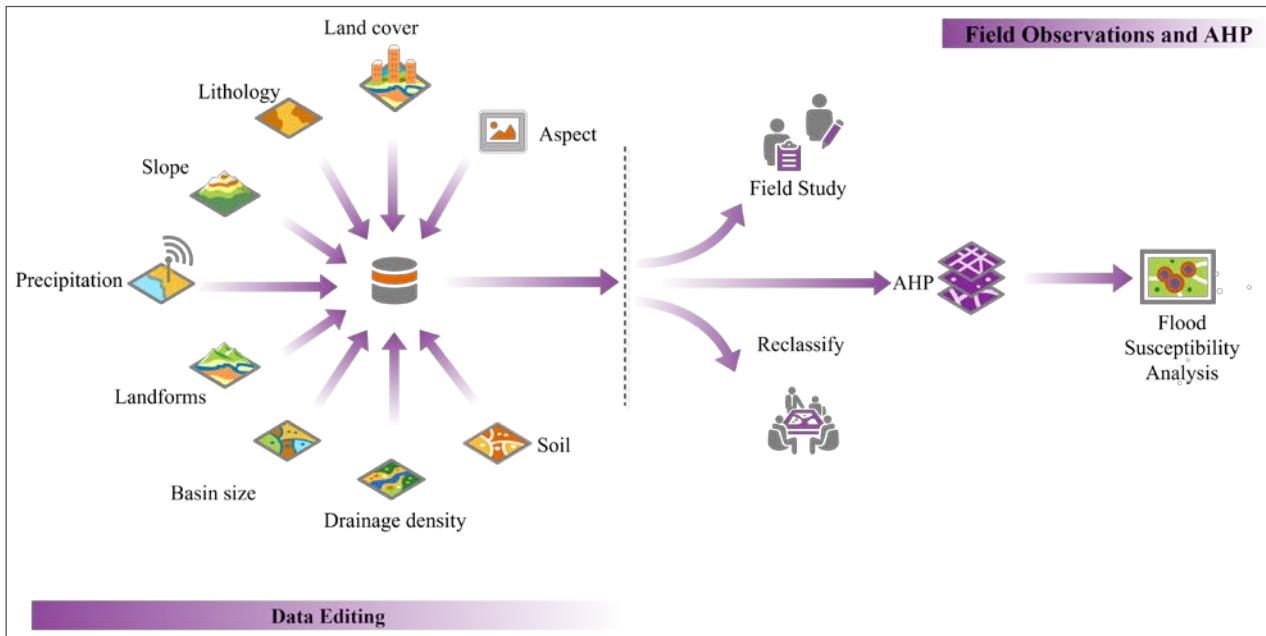 Field Observations and AHP
Land cover
Lithology
Aspect
Slope
Precipitation
Landforms
Basin size
Drainage density
Soil
Field Study
AHP
Reclassify
Flood
Susceptibility
Analysis
Data Editing